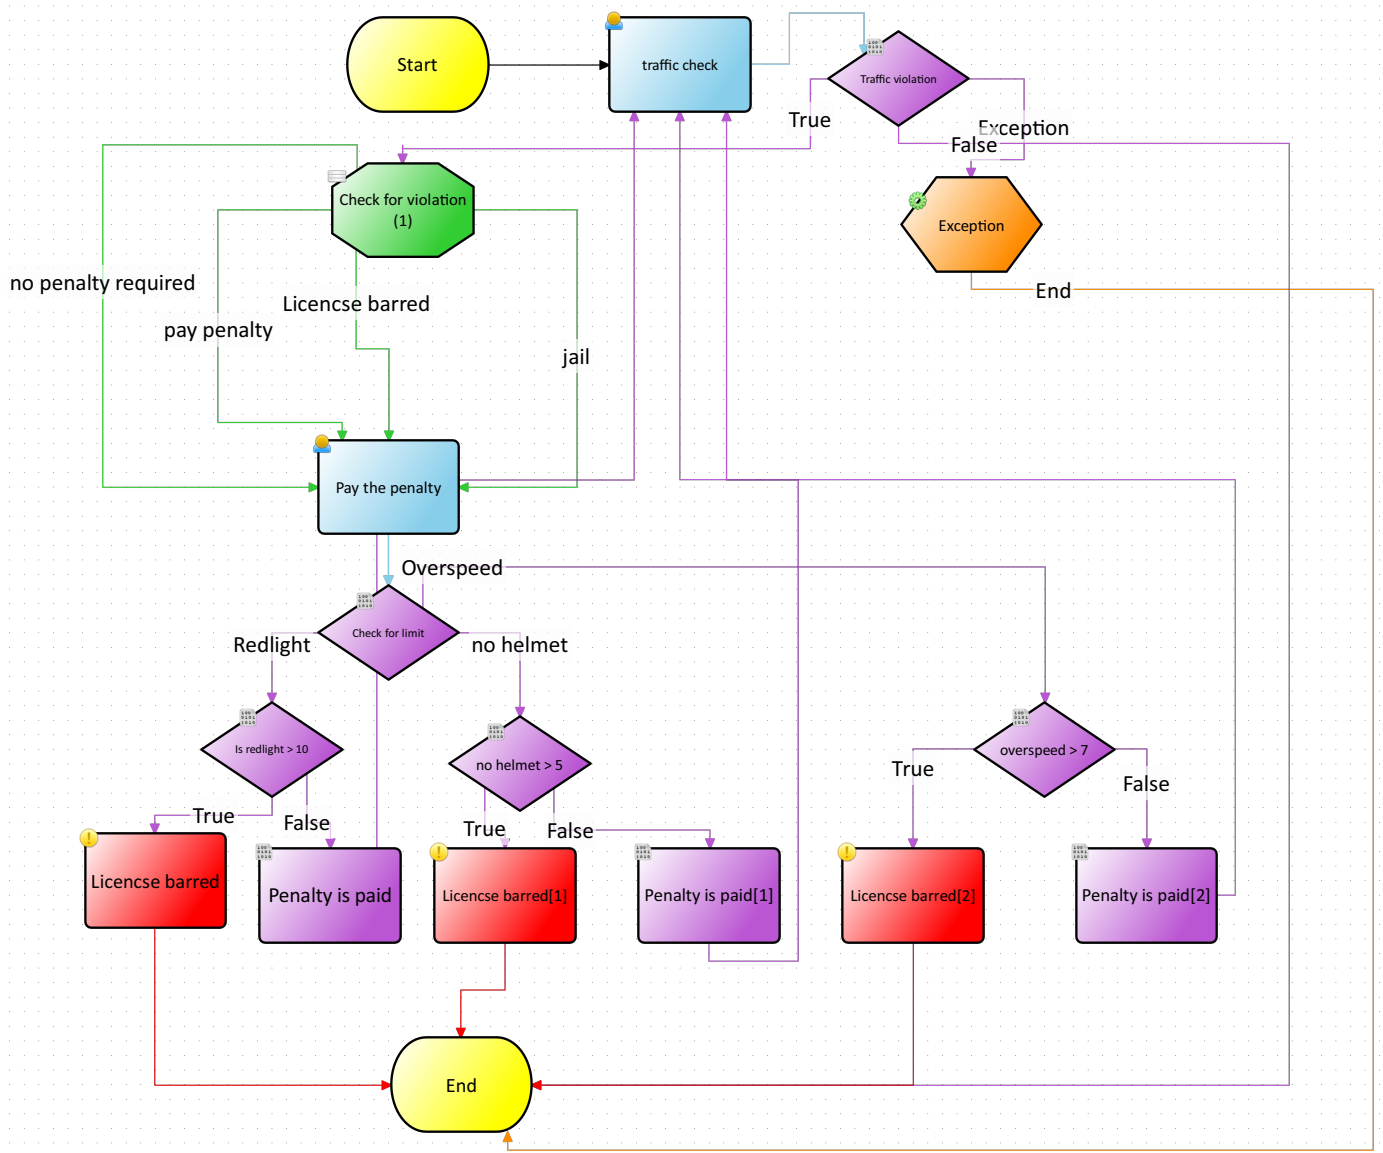 Start
traffic check
Traffic violation
True
Exception
False
Check for violation
(1)
Exception
no penalty required
End
Licencse barred
pay penalty
jail
Pay the penalty
Overspeed
Check for limit
Redlight
no helmet
Is redlight > 10
no helmet > 5
overspeed > 7
True
False
True
False
True
False
Licencse barred
Penalty is paid
Licencse barred[1]
Penalty is paid[1]
Licencse barred[2]
Penalty is paid[2]
End